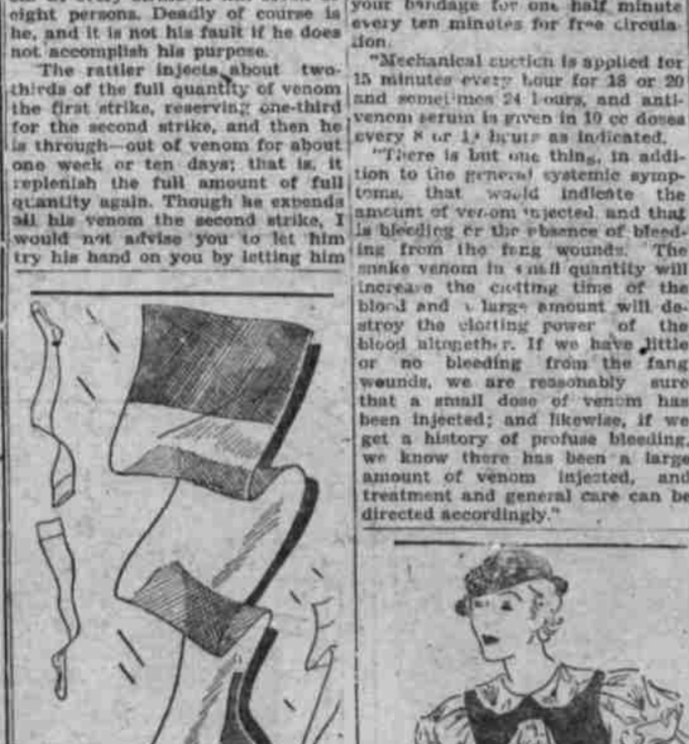 eight persons. Deadly of course is
he, and it is not his fault if he does
not accomplish his purpose.
The rattler injects about two-
thirds of the full quantity of venom
the first strike, reserving one-third
for the second strike, and then he
is through—out of venom for about
one week or ten days; that is, it
replenish the full amount of full
quantity again. Though he expends
all his venom the second strike, I
would not advise you to let him
try his hand on you by letting him
your bandage for one half minute
every ten minutes for free circula-
tion.
"Mechanical suction is applied for
15 minutes every hour for 18 or 20
and sometimes 24 hours, and anti-
venom serum is given in 10 cc doses
every 8 or hours as indicated.
"There is but one thing, in addi-
tion to the general systemic symp-
toms, that would indicate the
amount of venom injected and that
is bleeding or the absence of bleed-
ing from the fang wounds. The
snake venom in small quantity will
increase the clotting time of the
blood and a large amount will de-
stroy the clotting power of the
blood altogether. If we have little
or no bleeding from the fang
wounds, we are reasonably sure
that a small dose of venom has
been injected; and likewise, if we
get a history of profuse bleeding,
we know there has been a large
amount of venom injected, and
treatment and general care can be
directed accordingly."